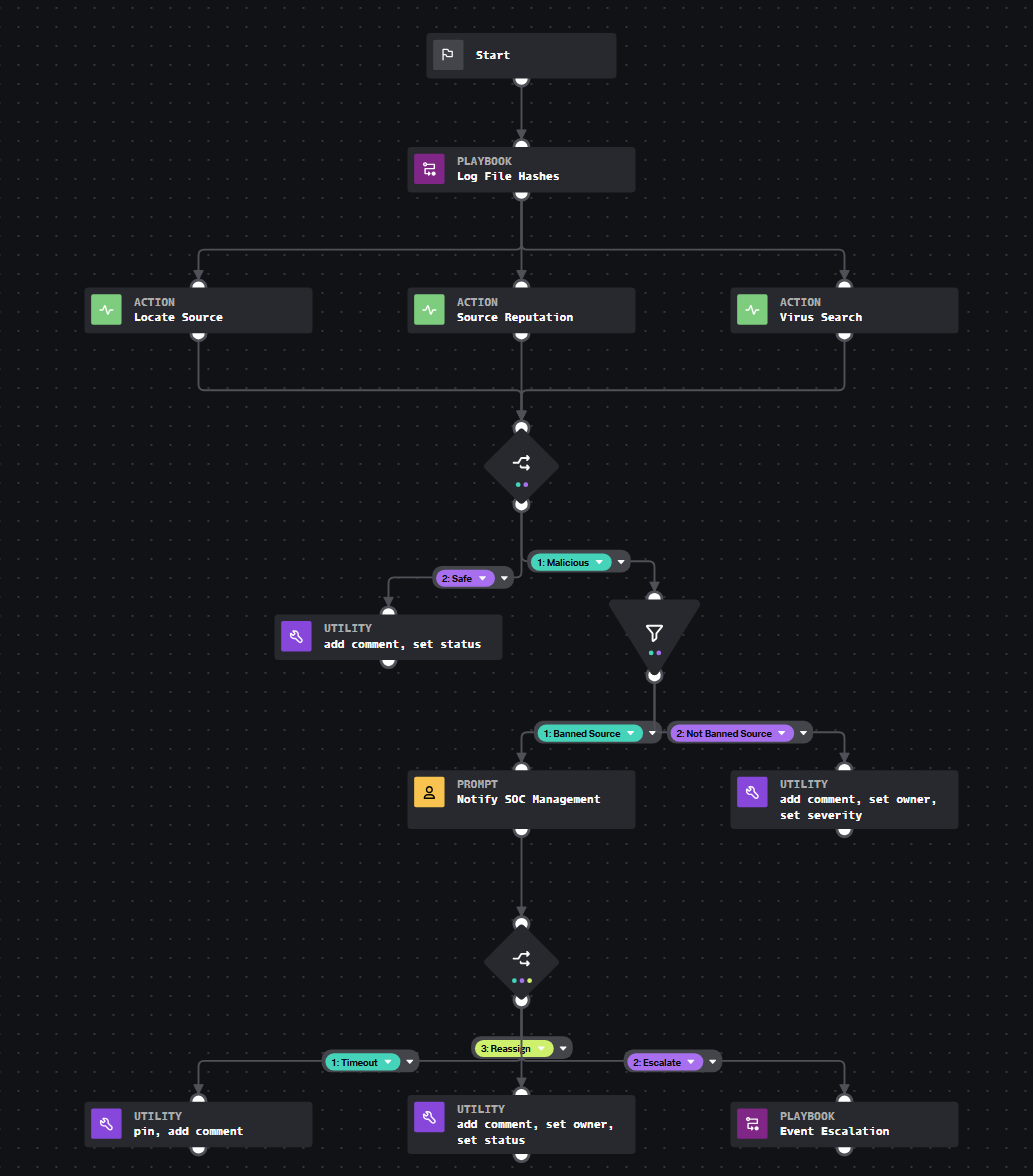 Start
PLAYBOOK
Log File Hashes
ACTION
Locate Source
ACTION
Source Reputation
ACTION
Virus Search
1: Malicious
2: Safe
UTILITY
add comment, set status
1: Banned Source
2: Not Banned Source
PROMPT
Notify SOC Management
UTILITY
add comment, set owner,
set severity
3: Reassign
1: Timeout
2: Escalate
UTILITY
pin, add comment
UTILITY
add comment, set owner,
set status
PLAYBOOK
Event Escalation